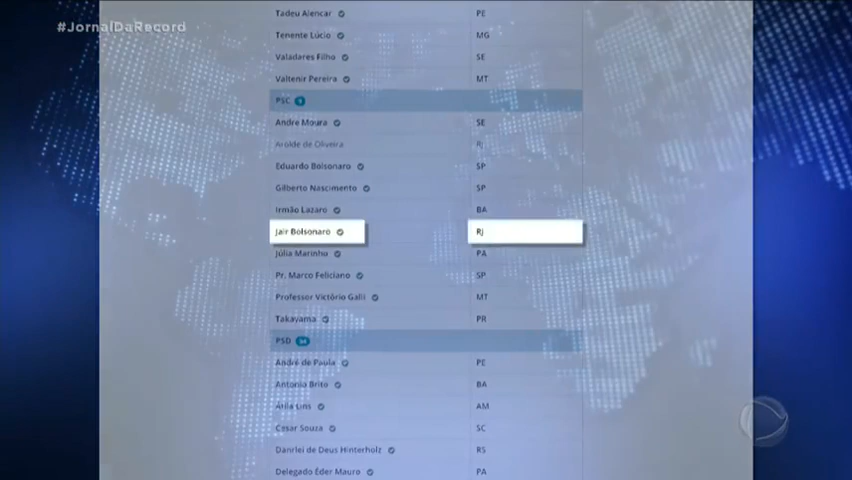 #JornalDaRecord
Tadeu Alencar PE
Tenente Lúcio MG
Valadares Filho SE
Valtenir Pereira MT
PSC 9
Andre Moura SE
Arolde de Oliveira RJ
Eduardo Bolsonaro SP
Gilberto Nascimento SP
Irmão Lazaro BA
Jair Bolsonaro RJ
Júlia Marinho PA
Pr. Marco Feliciano SP
Professor Victório Galli MT
Takayama PR
PSD 34
André de Paula PE
Antonio Brito BA
Átila Lins AM
Cesar Souza SC
Danrlei de Deus Hinterholz RS
Delegado Éder Mauro PA